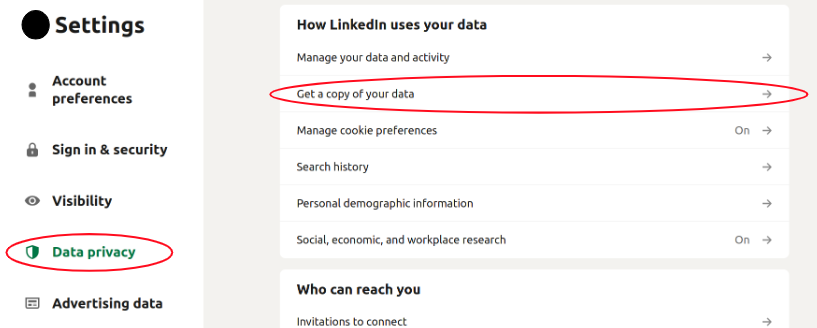 Settings
Account
preferences
Sign in & security
Visibility
Data privacy
Advertising data
How LinkedIn uses your data
Manage your data and activity
Get a copy of your data
Manage cookie preferences On
Search history
Personal demographic information
Social, economic, and workplace research On
Who can reach you
Invitations to connect